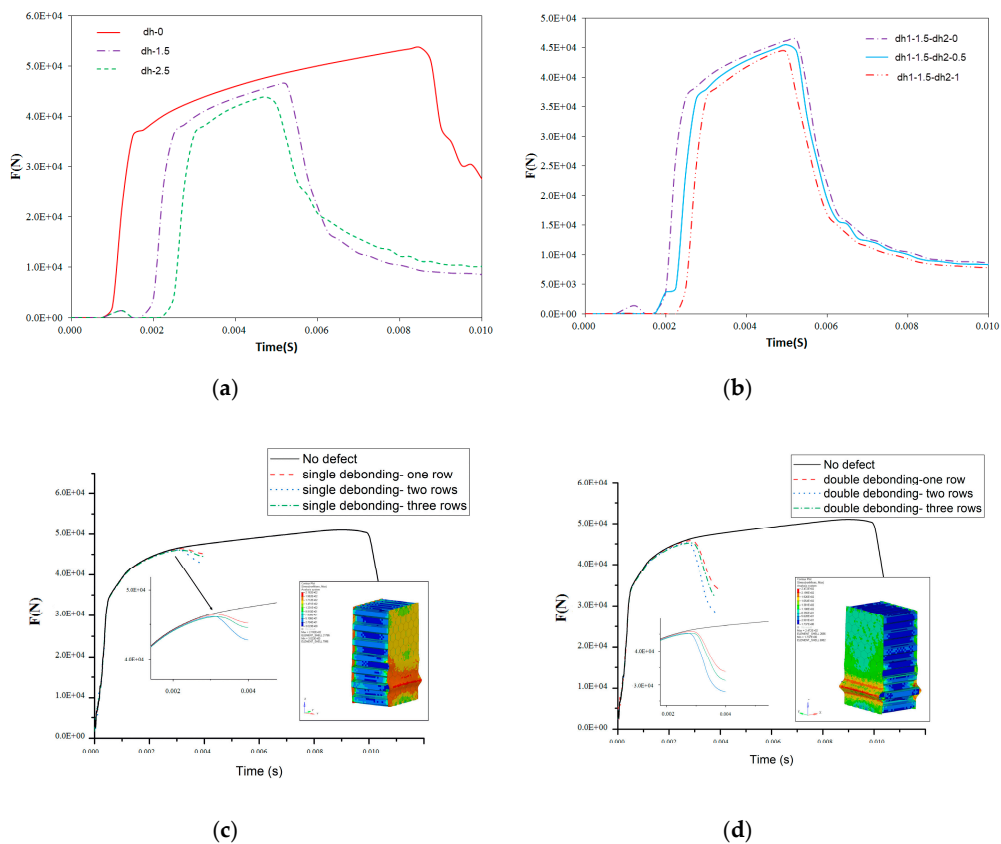 6.0E+04
5.0E+04
4.0E+04
3.0E+04
2.0E+04
1.0E+04
0.0E+00
F(N)
dh-0
dh-1.5
dh-2.5
0.000
0.002
0.004
0.006
0.008
0.010
Time(S)
(a)
5.0E+04
4.5E+04
4.0E+04
3.5E+04
3.0E+04
2.5E+04
2.0E+04
1.5E+04
1.0E+04
5.0E+03
0.0E+00
F(N)
dh1-1.5-dh2-0
dh1-1.5-dh2-0.5
dh1-1.5-dh2-1
0.000
0.002
0.004
0.006
0.008
0.010
Time(S)
(b)
No defect
single debonding- one row
single debonding- two rows
single debonding- three rows
6.0E+04
5.0E+04
4.0E+04
3.0E+04
2.0E+04
1.0E+04
0.0E+00
F(N)
5.0E+04
4.0E+04
0.002
0.004
0.000
0.002
0.004
0.006
0.008
0.010
Time (s)
(c)
No defect
double debonding-one row
double debonding- two rows
double debonding- three rows
6.0E+04
5.0E+04
4.0E+04
3.0E+04
2.0E+04
1.0E+04
0.0E+00
F(N)
4.0E+04
3.0E+04
0.002
0.004
0.000
0.002
0.004
0.006
0.008
0.010
Time (s)
(d)